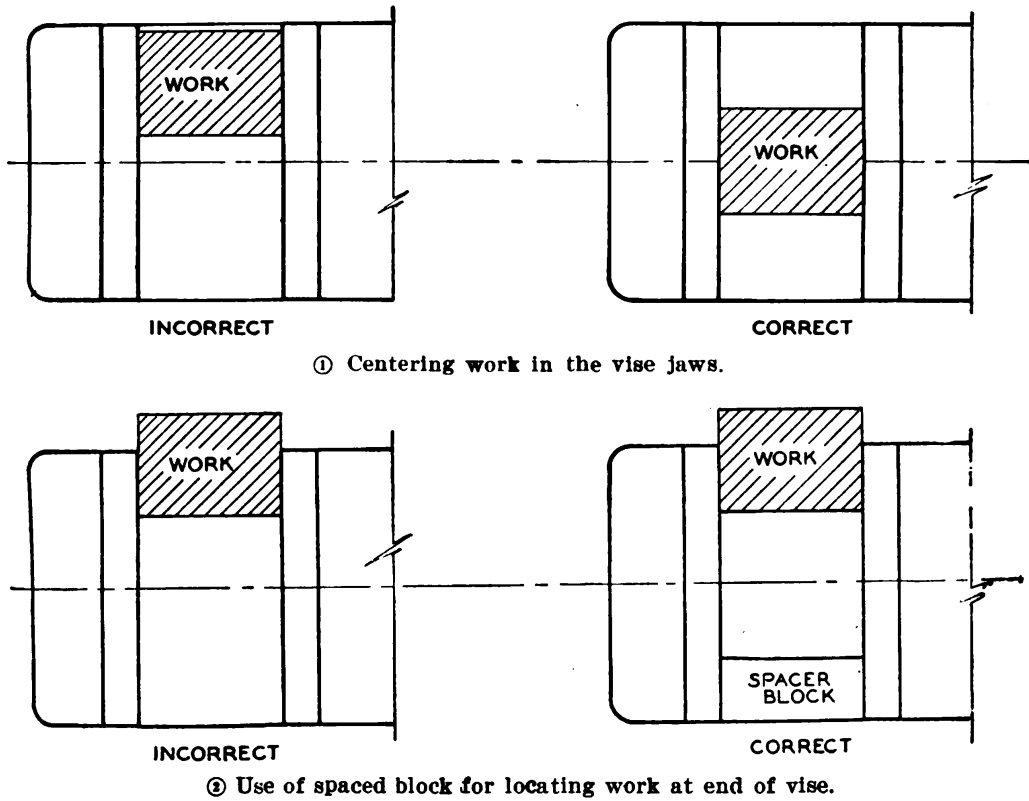 WORK
WORK
INCORRECT
CORRECT
① Centering work in the vise jaws.
WORK
WORK
SPACER
BLOCK
INCORRECT
CORRECT
② Use of spaced block for locating work at end of vise.